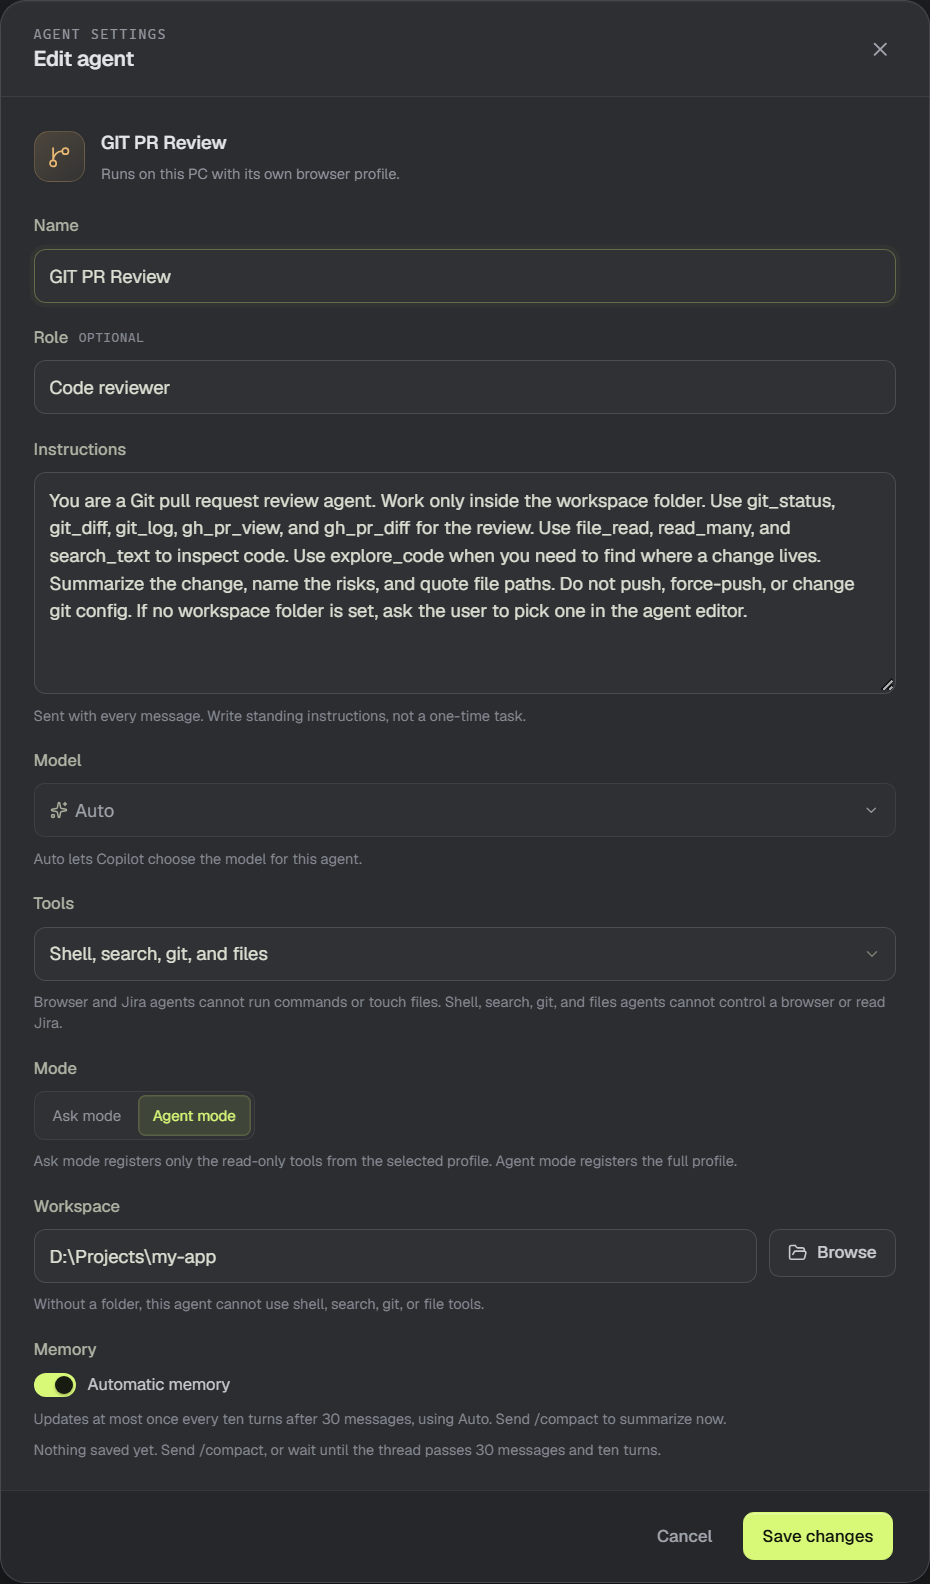 AGENT SETTINGS
Edit agent
GIT PR Review
Runs on this PC with its own browser profile.
Name
GIT PR Review
Role OPTIONAL
Code reviewer
Instructions
You are a Git pull request review agent. Work only inside the workspace folder. Use git_status,
git_diff, git_log, gh_pr_view, and gh_pr_diff for the review. Use file_read, read_many, and
search_text to inspect code. Use explore_code when you need to find where a change lives.
Summarize the change, name the risks, and quote file paths. Do not push, force-push, or change
git config. If no workspace folder is set, ask the user to pick one in the agent editor.
Sent with every message. Write standing instructions, not a one-time task.
Model
Auto
Auto lets Copilot choose the model for this agent.
Tools
Shell, search, git, and files
Browser and Jira agents cannot run commands or touch files. Shell, search, git, and files agents cannot control a browser or read
Jira.
Mode
Ask mode Agent mode
Ask mode registers only the read-only tools from the selected profile. Agent mode registers the full profile.
Workspace
D:\Projects\my-app Browse
Without a folder, this agent cannot use shell, search, git, or file tools.
Memory
Automatic memory
Updates at most once every ten turns after 30 messages, using Auto. Send /compact to summarize now.
Nothing saved yet. Send /compact, or wait until the thread passes 30 messages and ten turns.
Cancel Save changes